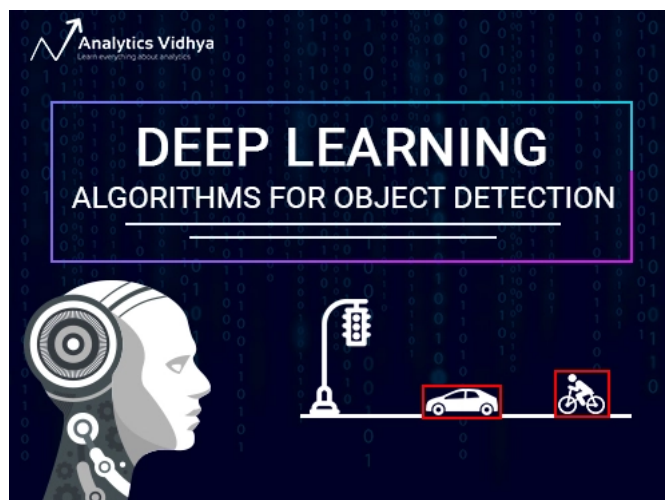 Analytics Vidhya
Learn everything about analytics
DEEP LEARNING
ALGORITHMS FOR OBJECT DETECTION